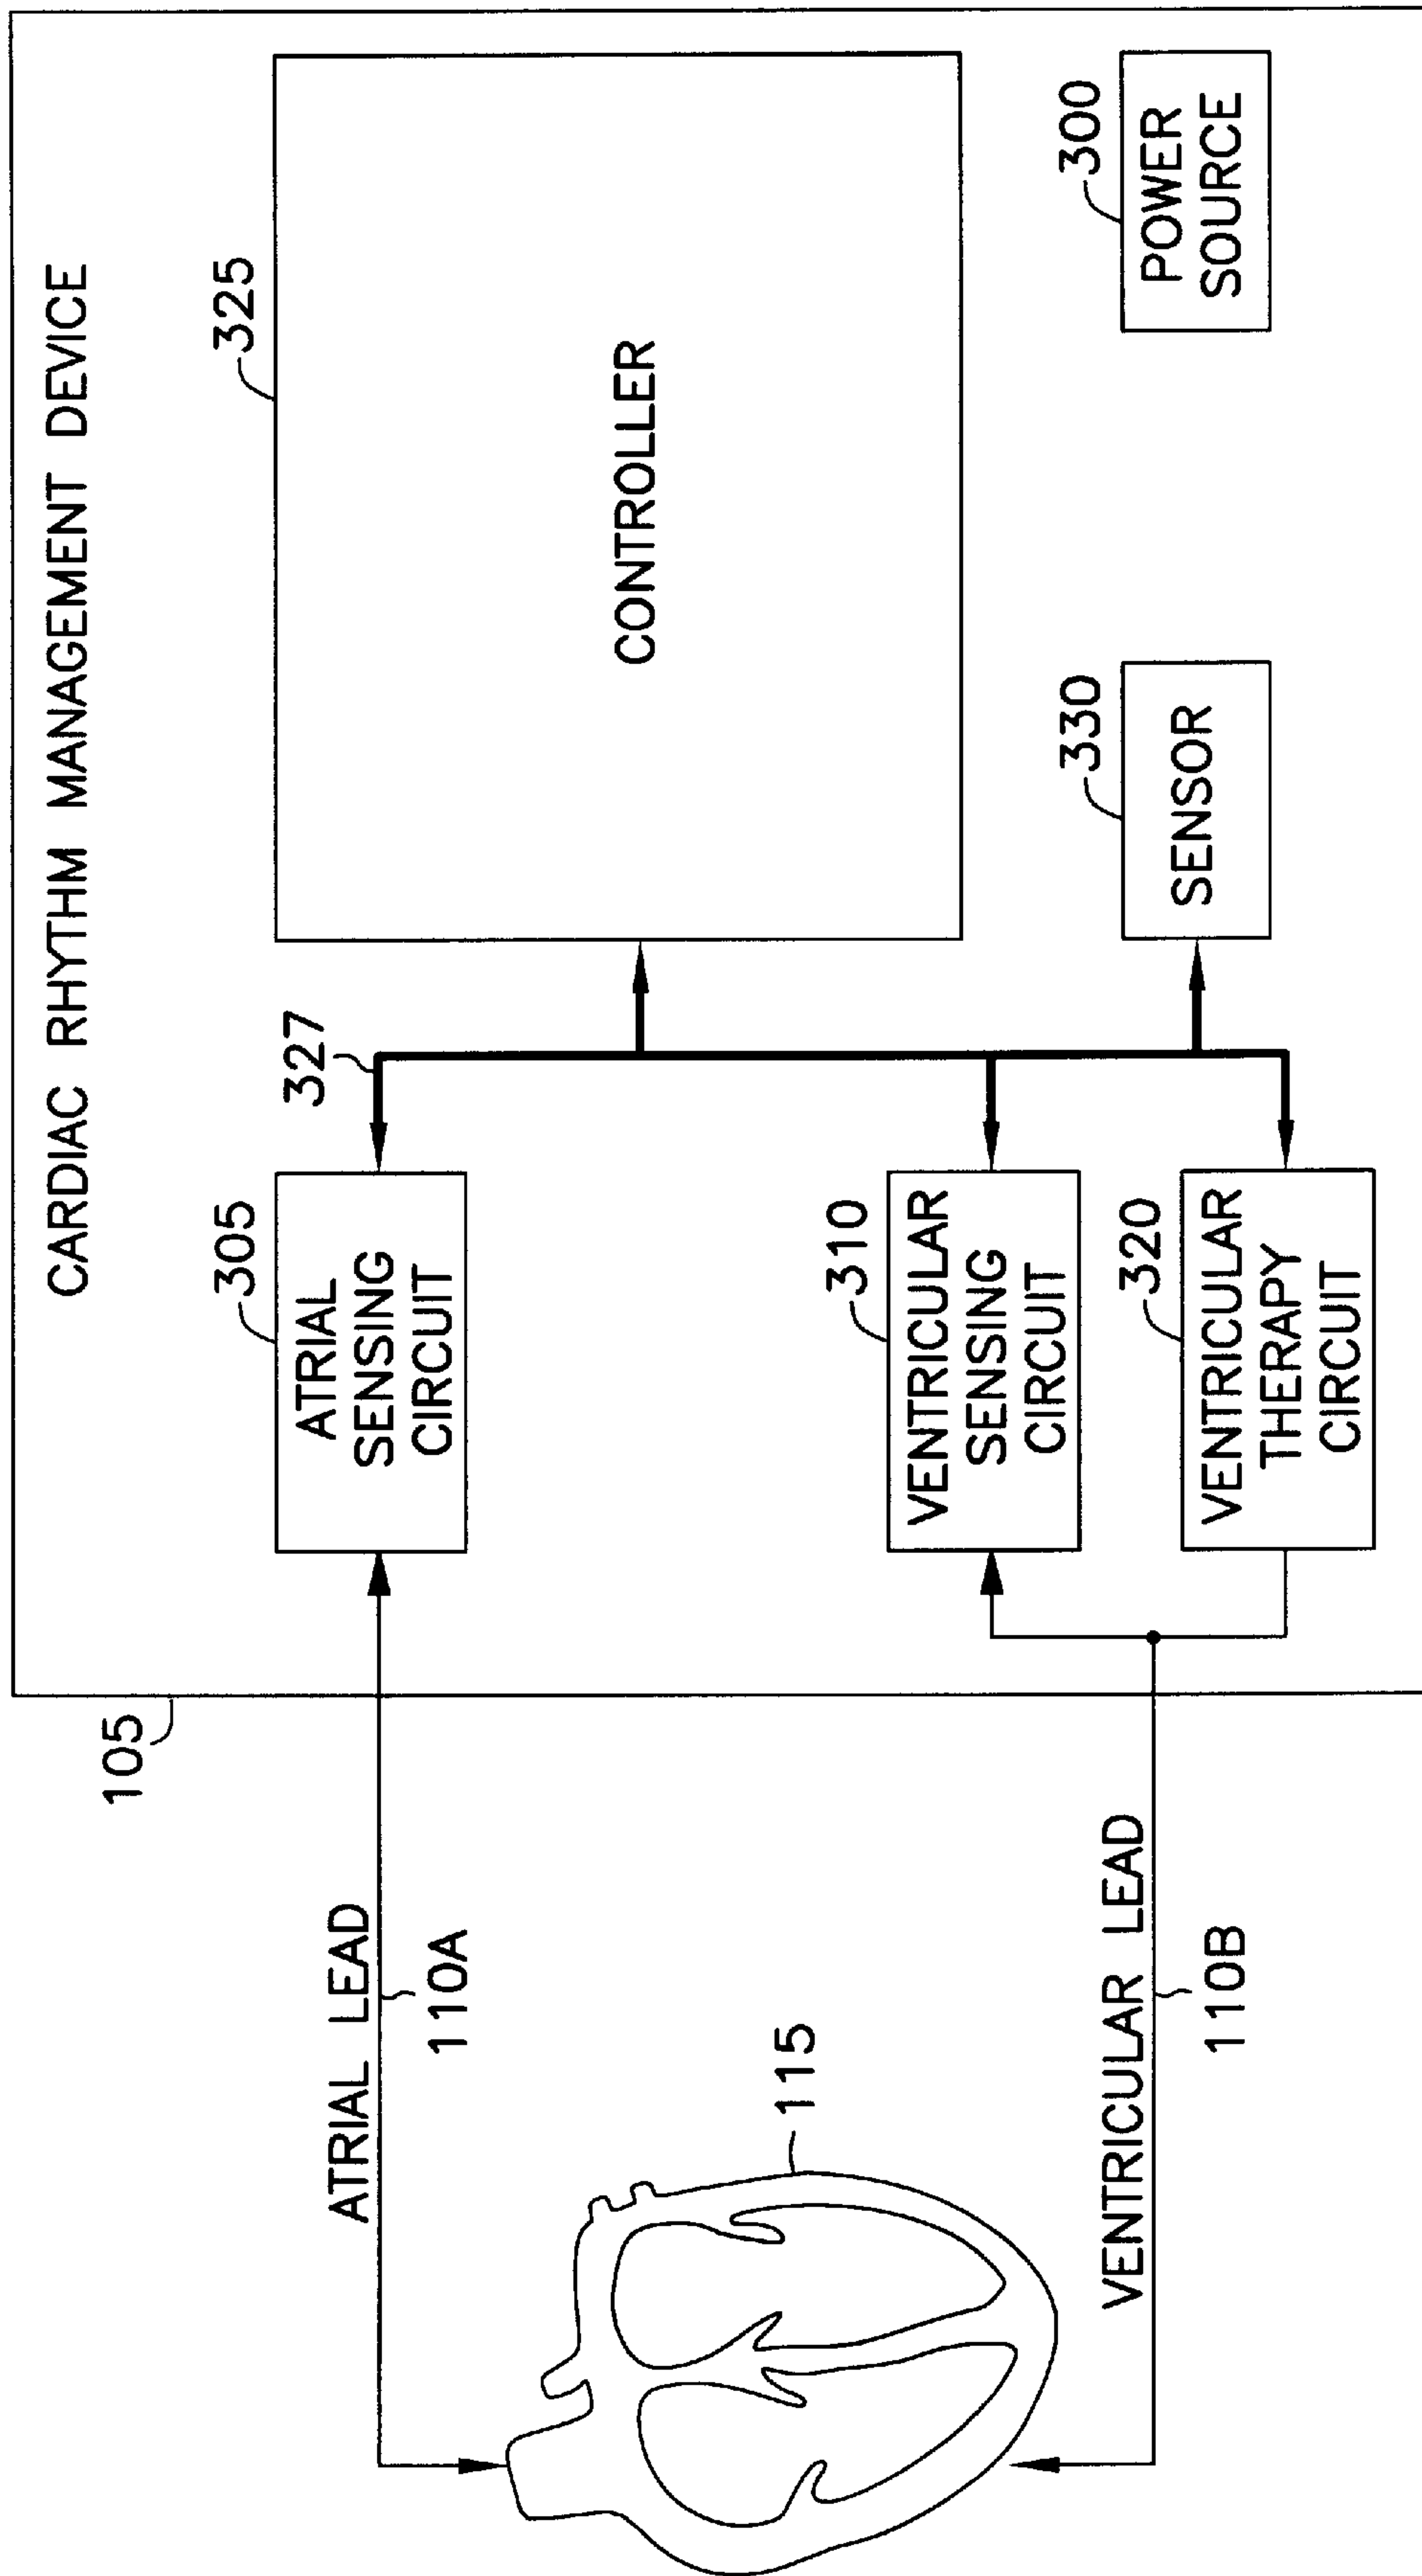 CARDIAC RHYTHM MANAGEMENT DEVICE
105
ATRIAL LEAD
110A
305
ATRIAL
SENSING
CIRCUIT
327
325
CONTROLLER
115
310
VENTRICULAR
SENSING
CIRCUIT
VENTRICULAR LEAD
110B
320
VENTRICULAR
THERAPY
CIRCUIT
330
SENSOR
300
POWER
SOURCE